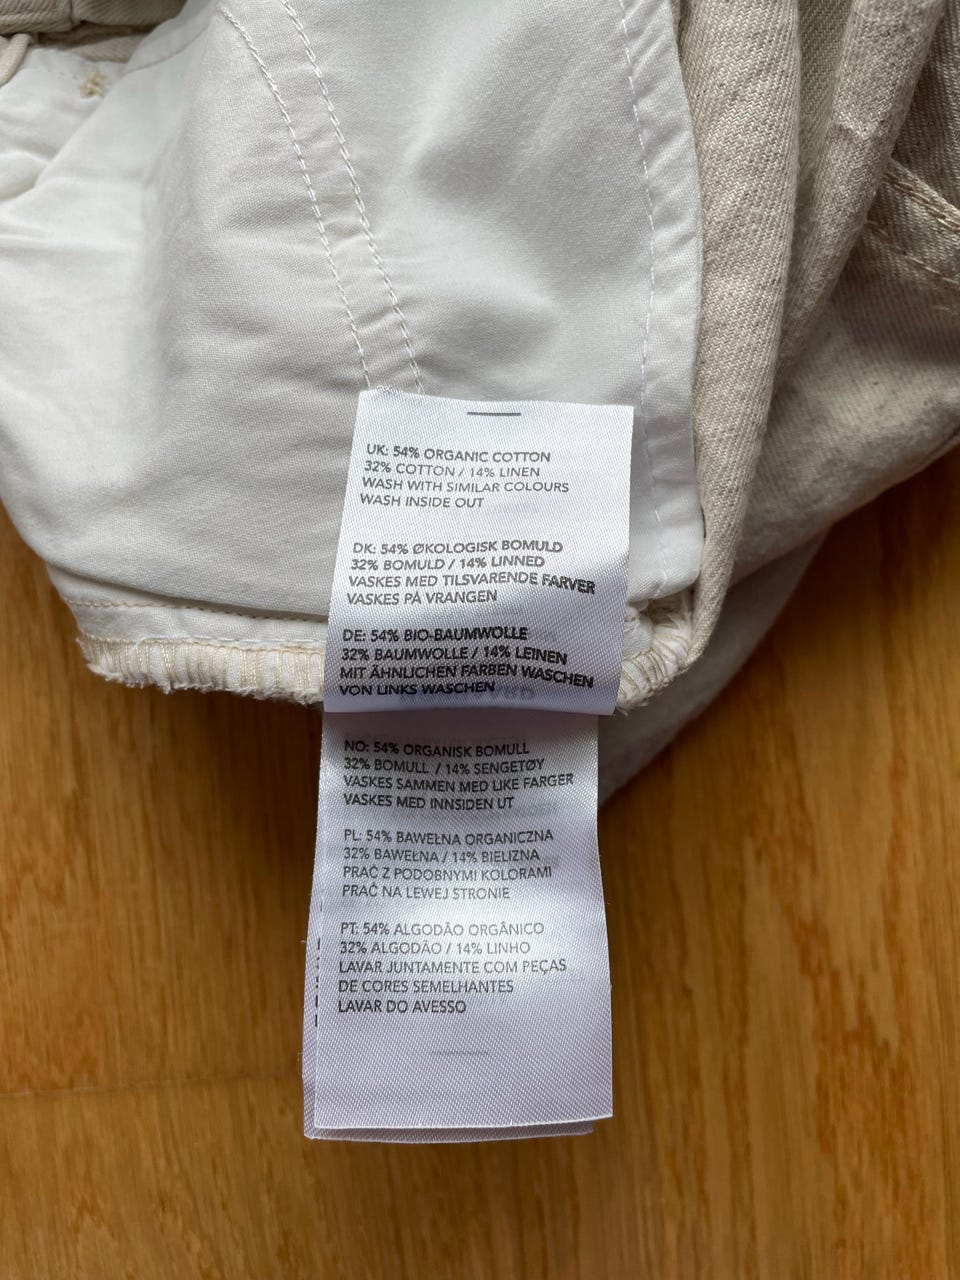 UK: 54% ORGANIC COTTON
32% COTTON / 14% LINEN
WASH WITH SIMILAR COLOURS
WASH INSIDE OUT
DK: 54% ØKOLOGISK BOMULD
32% BOMULD / 14% LINNED
VASKES MED TILSVARENDE FARVER
VASKES PÅ VRANGEN
DE: 54% BIO-BAUMWOLLE
32% BAUMWOLLE / 14% LEINEN
MIT ÄHNLICHEN FARBEN WASCHEN
VON LINKS WASCHEN
NO: 54% ORGANISK BOMULL
32% BOMULL / 14% SENGETØY
VASKES SAMMEN MED LIKE FARGER
VASKES MED INNSIDEN UT
PL: 54% BAWEŁNA ORGANICZNA
32% BAWEŁNA / 14% BIELIZNA
PRAĆ Z PODOBNYMI KOLORAMI
PRAĆ NA LEWEJ STRONIE
PT: 54% ALGODÃO ORGÂNICO
32% ALGODÃO / 14% LINHO
LAVAR JUNTAMENTE COM PEÇAS
DE CORES SEMELHANTES
LAVAR DO AVESSO